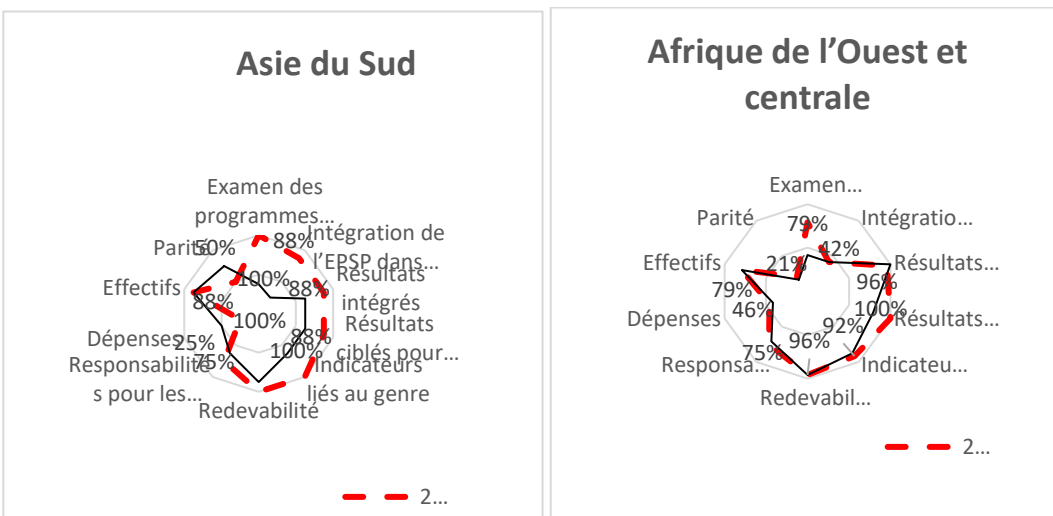 Asie du Sud
Examen des
programmes...
88%
Intégration de
l'EPSP dans...
Parité
50%
100%
Résultats
88%
intégrés
Effectifs
88%
100%
Résultats
88%
ciblés pour...
Dépenses
25%
100%
Indicateurs
liés au genre
Responsabilité
s pour les...
75%
Redevabilité
2...
Afrique de l'Ouest et
centrale
Examen...
79%
Parité
Intégratio...
42%
Effectifs
21%
Résultats...
96%
79%
Dépenses
46%
100%
Résultats...
92%
96%
75%
Responsa...
Indicateu...
Redevabil...
2...